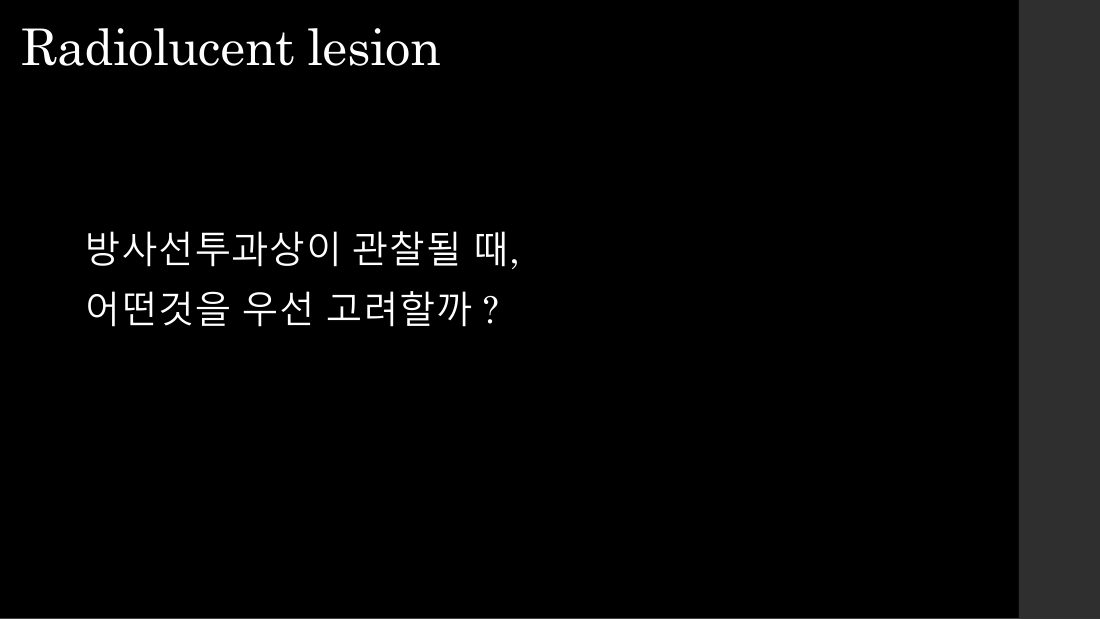 Radiolucent lesion
방사선투과상이 관찰될 때,
어떤것을 우선 고려할까 ?